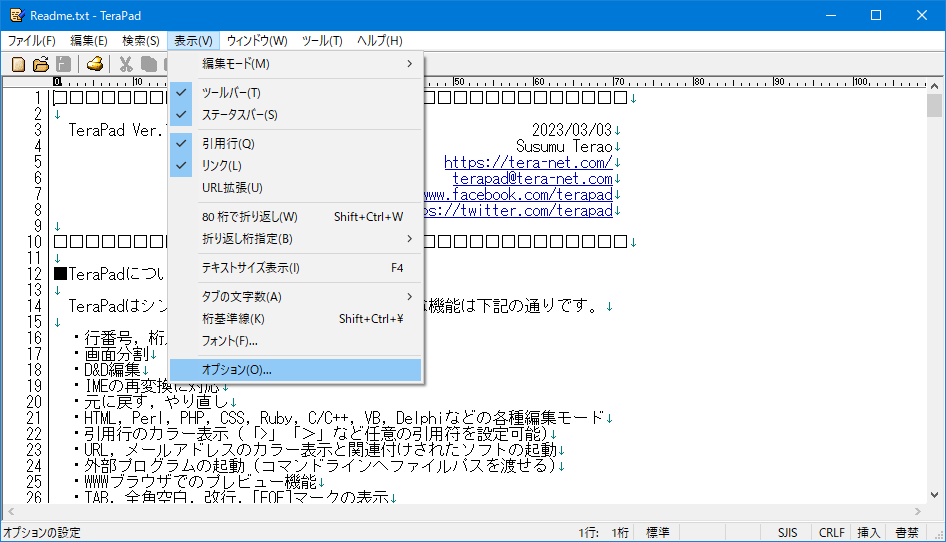 Readme.txt - TeraPad
ファイル(F) 編集(E) 検索(S) 表示(V) ウィンドウ(W) ツール(T) ヘルプ(H)
編集モード(M)
ツールバー(T)
ステータスバー(S)
引用行(Q)
リンク(L)
URL拡張(U)
80 桁で折り返し(W) Shift+Ctrl+W
折り返し桁指定(B)
テキストサイズ表示(I) F4
タブの文字数(A)
桁基準線(K) Shift+Ctrl+¥
フォント(F)...
オプション(O)...
0 10 50 60 70 80 90 100
1 □□□□□□□ □□□□□□□□□□□□□↓
2 ↓
3 TeraPad Ver. 2023/03/03↓
4 Susumu Terao↓
5 https://tera-net.com/↓
6 terapad@tera-net.com↓
7 www.facebook.com/terapad↓
8 ps://twitter.com/terapad↓
9 ↓
10 □□□□□□□ □□□□□□□□□□□□□↓
11 ↓
12 ■TeraPadについ
13 ↓
14 TeraPadはシン な機能は下記の通りです。↓
15 ↓
16 ・行番号，桁
17 ・画面分割↓
18 ・D&D編集↓
19 ・IMEの再変換に対応↓
20 ・元に戻す，やり直し↓
21 ・HTML，Perl，PHP，CSS，Ruby，C/C++，VB，Delphiなどの各種編集モード↓
22 ・引用行のカラー表示（「>」「＞」など任意の引用符を設定可能）↓
23 ・URL，メールアドレスのカラー表示と関連付けされたソフトの起動↓
24 ・外部プログラムの起動（コマンドラインへファイルパスを渡せる）↓
25 ・WWWブラウザでのプレビュー機能↓
26 ・TAB，全角空白，改行，[EOF]マークの表示↓
オプションの設定 1行: 1桁 標準 SJIS CRLF 挿入 書禁